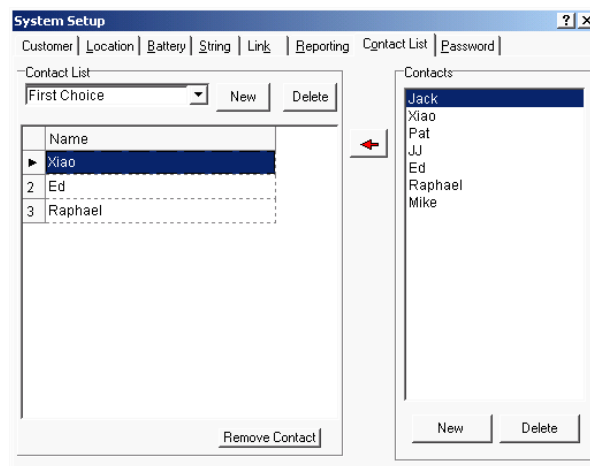 System Setup
Customer Location Battery String Link Reporting Contact List Password
Contact List
First Choice New Delete
Name
Xiao
2 Ed
3 Raphael
Remove Contact
Contacts
Jack
Xiao
Pat
JJ
Ed
Raphael
Mike
New Delete